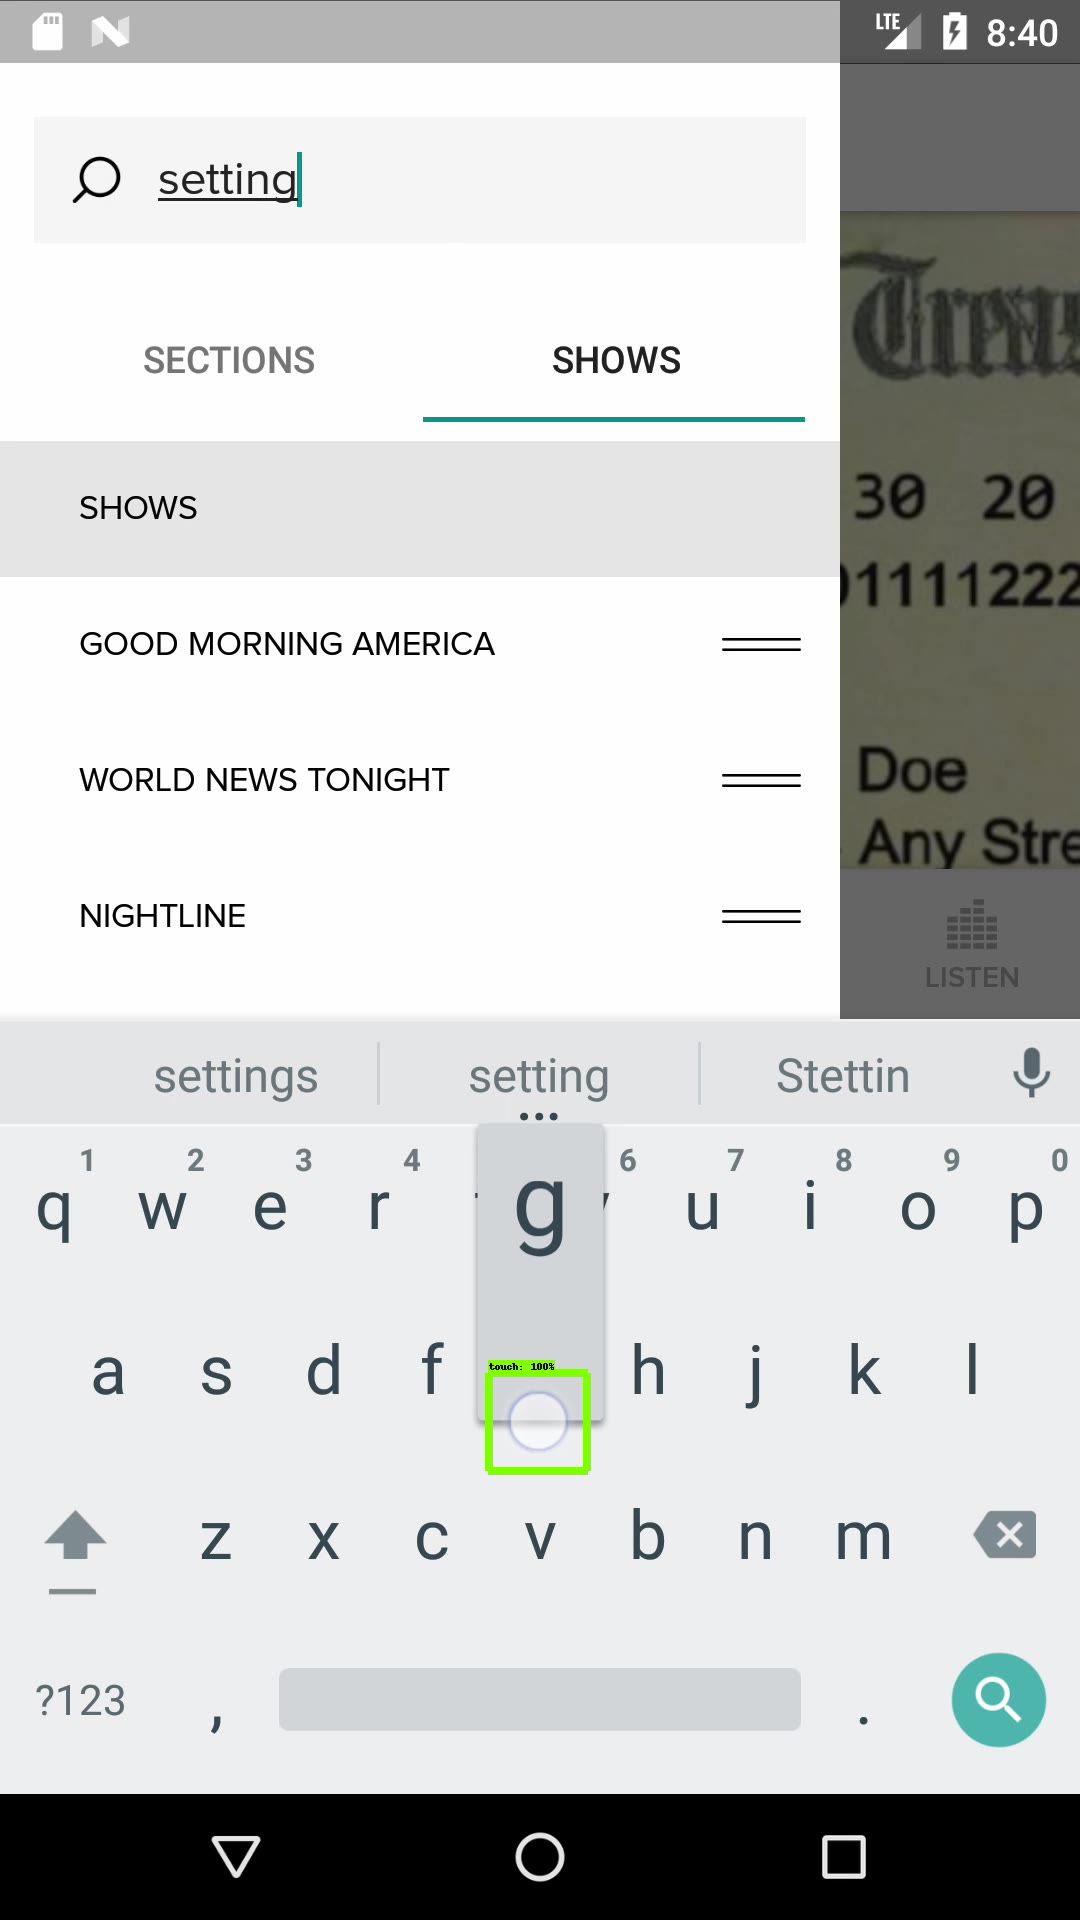 LTE 8:40
setting
SECTIONS SHOWS
SHOWS
GOOD MORNING AMERICA
WORLD NEWS TONIGHT
NIGHTLINE
30 20
1111222
Doe
Any Stre
LISTEN
settings setting Stettin
1 2 3 4 6 7 8 9 0
q w e r g u i o p
a s d f h j k l
touch: 100%
z x c v b n m
?123 , .